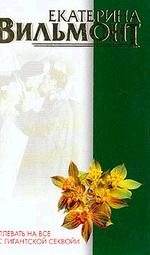 ЕКАТЕРИНА
ВИЛЬМОНТ
ПЛЕВАТЬ НА ВСЕ
С ГИГАНТСКОЙ СЕКВОЙИ